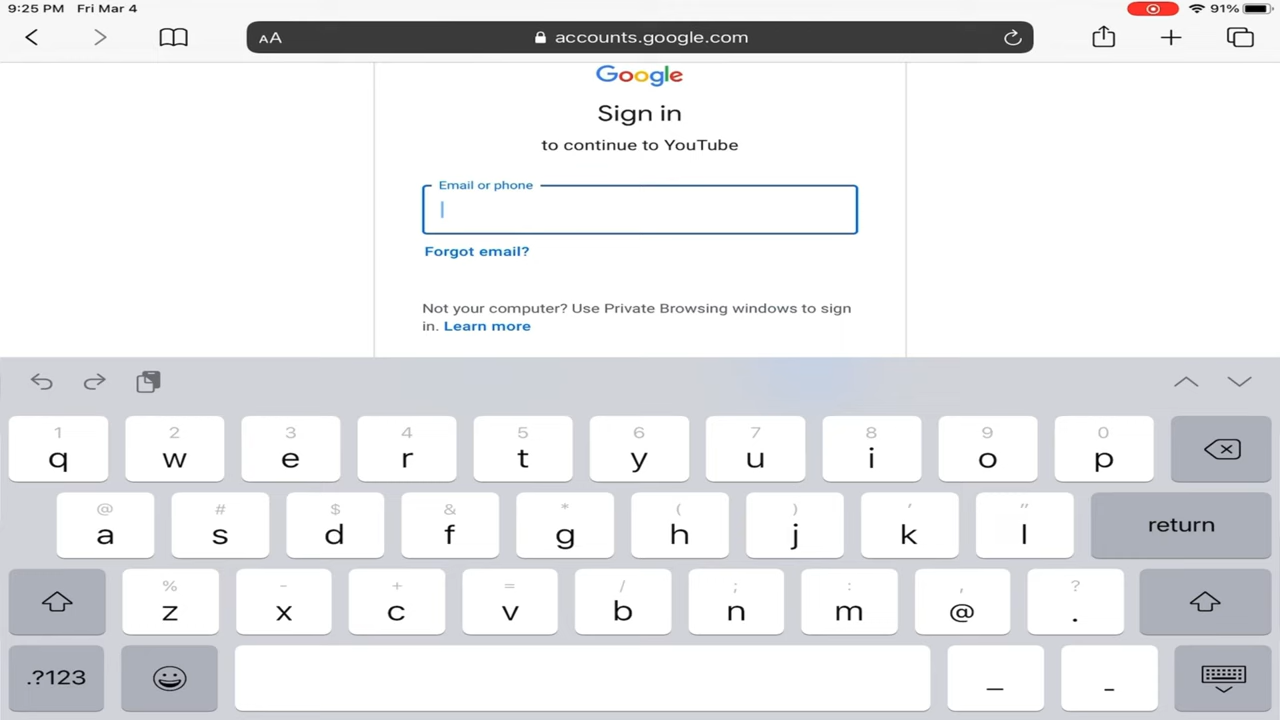 9:25 PM Fri Mar 4
91%
AA accounts.google.com
Google
Sign in
to continue to YouTube
Email or phone
Forgot email?
Not your computer? Use Private Browsing windows to sign
in. Learn more
1 2 3 4 5 6 7 8 9 0
q w e r t y u i o p
@ # $ & * ( ) ' "
a s d f g h j k l return
% - + = / ; : , ?
z x c v b n m @ .
.?123 _ -